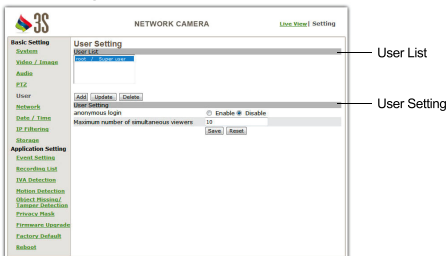 3S
NETWORK CAMERA
Live View | Setting
Basic Setting
System
Video / Image
Audio
PTZ
User
Network
Date / Time
IP Filtering
Storage
Application Setting
Event Setting
Recording List
IVA Detection
Motion Detection
Object Missing/
Tamper Detection
Privacy Mask
Firmware Upgrade
Factory Default
Reboot
User Setting
User List
root / Super user
Add Update Delete
User Setting
anonymous login Enable Disable
Maximum number of simultaneous viewers 10
Save Reset
User List
User Setting